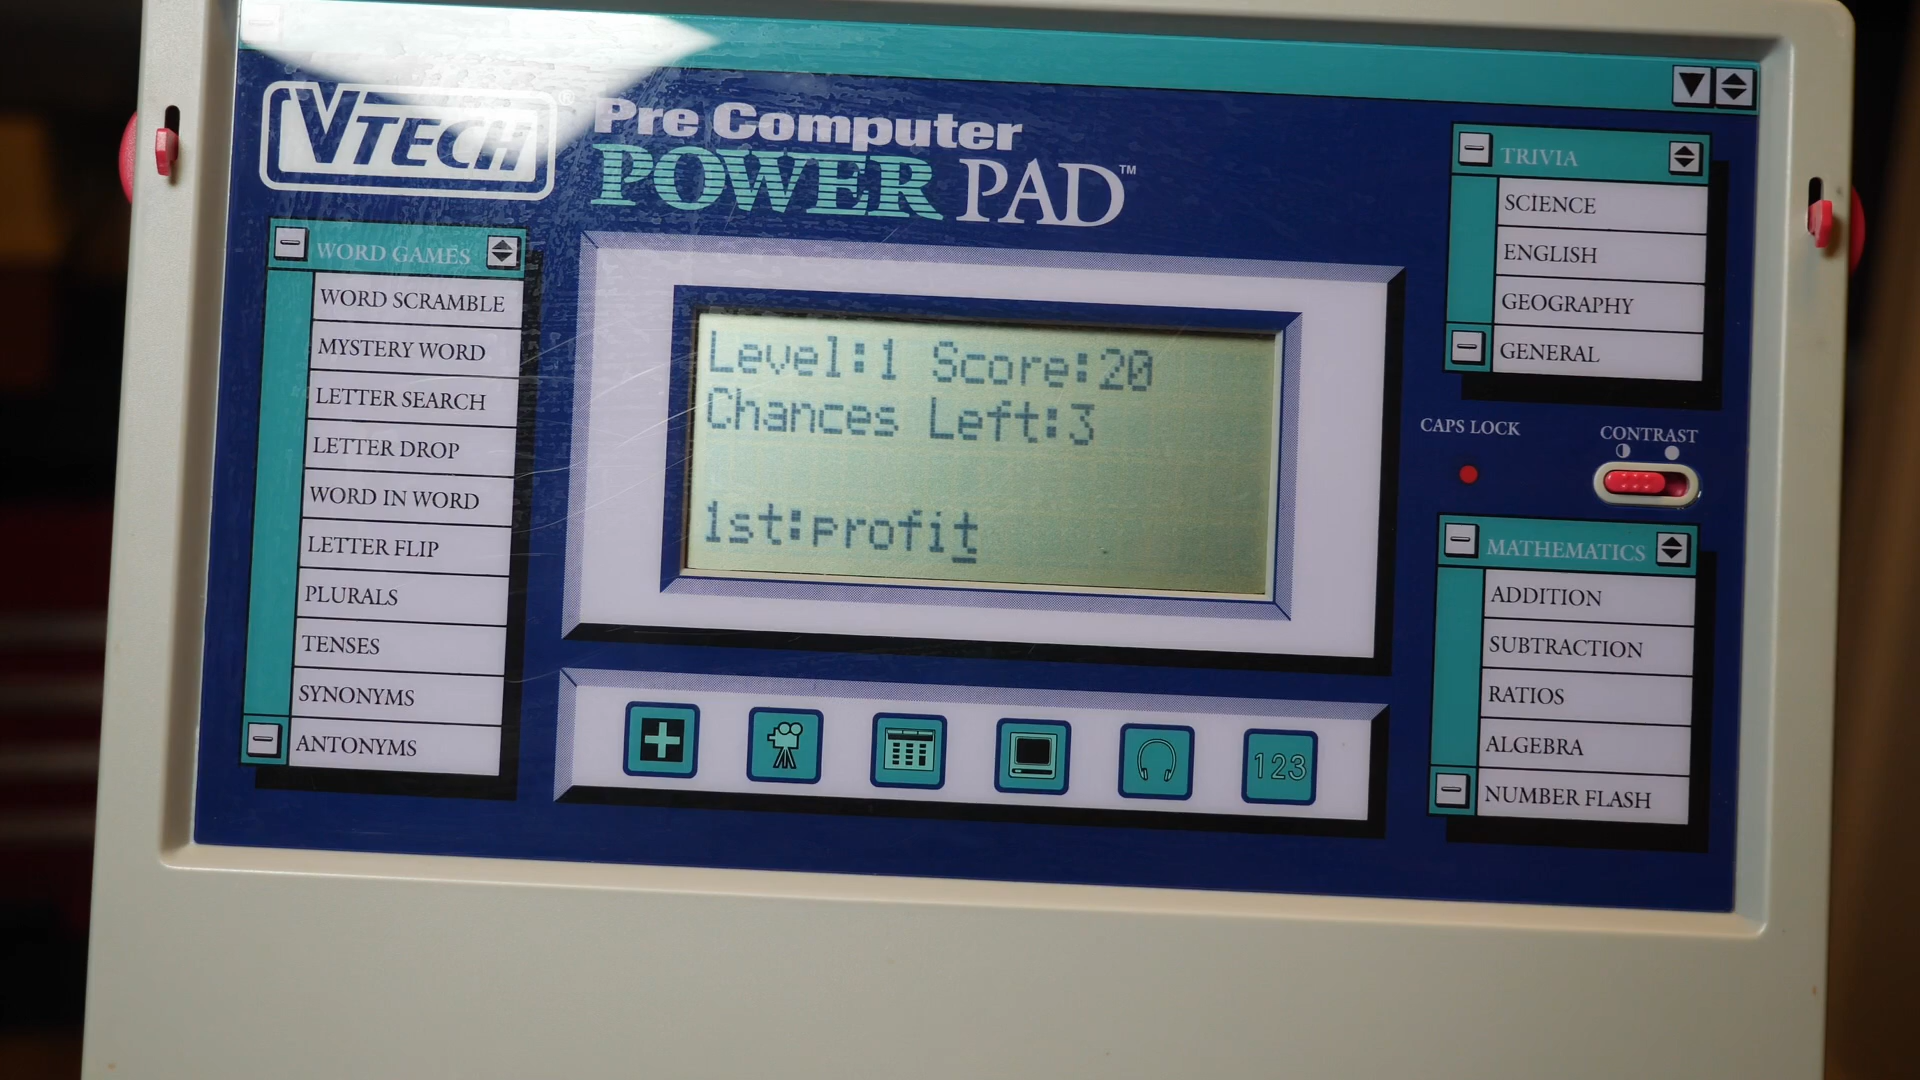 VTECH®
Pre Computer
POWER PAD™
WORD GAMES
WORD SCRAMBLE
MYSTERY WORD
LETTER SEARCH
LETTER DROP
WORD IN WORD
LETTER FLIP
PLURALS
TENSES
SYNONYMS
ANTONYMS
Level:1 Score:20
Chances Left:3
1st:profit
123
TRIVIA
SCIENCE
ENGLISH
GEOGRAPHY
GENERAL
CAPS LOCK
CONTRAST
MATHEMATICS
ADDITION
SUBTRACTION
RATIOS
ALGEBRA
NUMBER FLASH